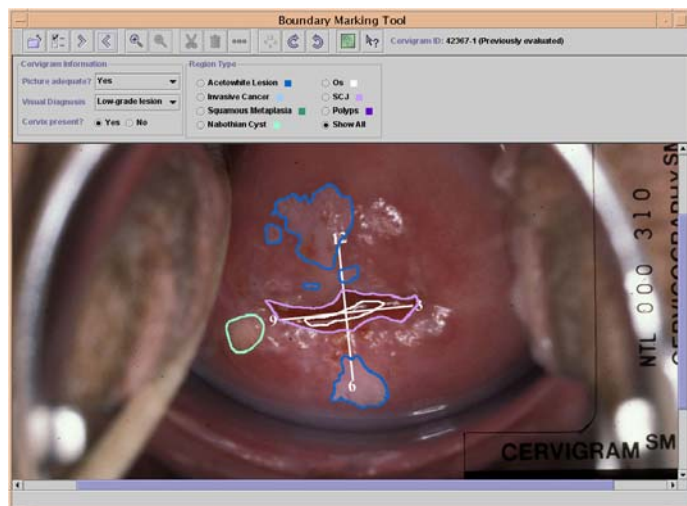 Boundary Marking Tool
Cervigram ID: 42367-1 (Previously evaluated)
Cervigram Information
Picture adequate? Yes
Visual Diagnosis Low-grade lesion
Cervix present? Yes No
Region Type
Acetowhite Lesion Os
Invasive Cancer SCJ
Squamous Metaplasia Polyps
Nabothian Cyst Show All
12
9 3
6
NTL 000 310
CERVICOGRAPHY SM
CERVIGRAM SM